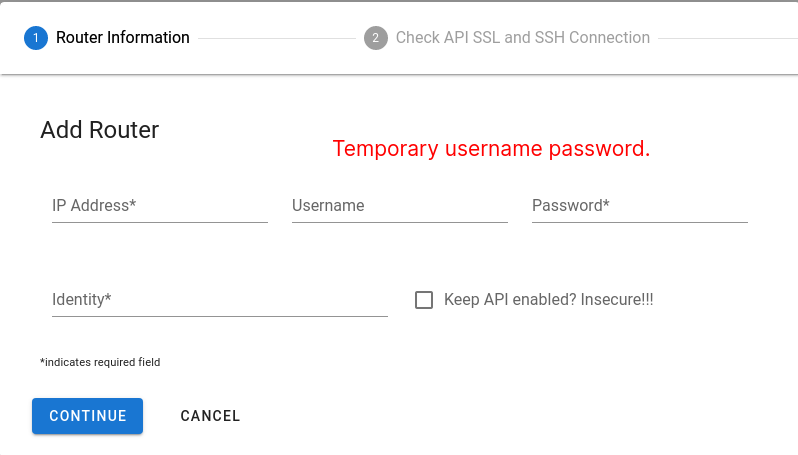 1 Router Information 2 Check API SSL and SSH Connection
Add Router
Temporary username password.
IP Address* Username Password*
Identity* Keep API enabled? Insecure!!!
*indicates required field
CONTINUE CANCEL